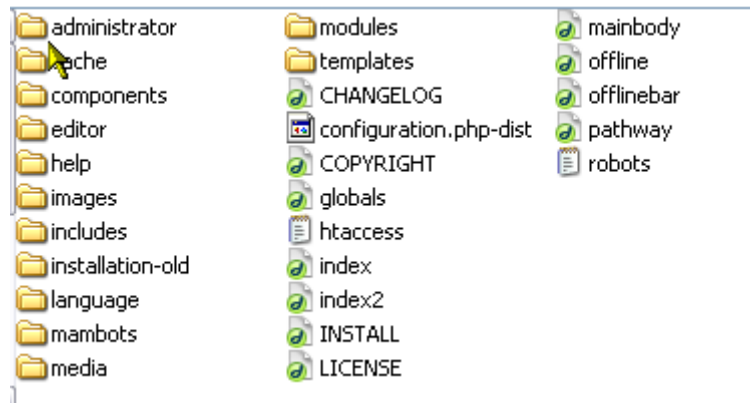 administrator
cache
components
editor
help
images
includes
installation-old
language
mambots
media
modules
templates
CHANGELOG
configuration.php-dist
COPYRIGHT
globals
htaccess
index
index2
INSTALL
LICENSE
mainbody
offline
offlinebar
pathway
robots